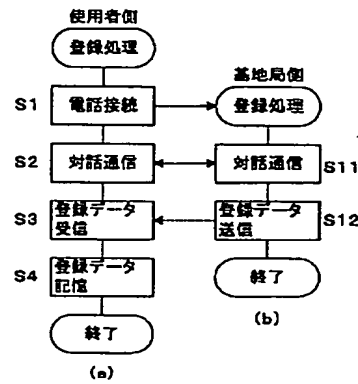 使用者側
登録処理
基地局側
S1
電話接続
登録処理
S2
対話通信
対話通信
S11
S3
登録データ
受信
登録データ
送信
S12
S4
登録データ
記憶
終了
終了
(a)
(b)